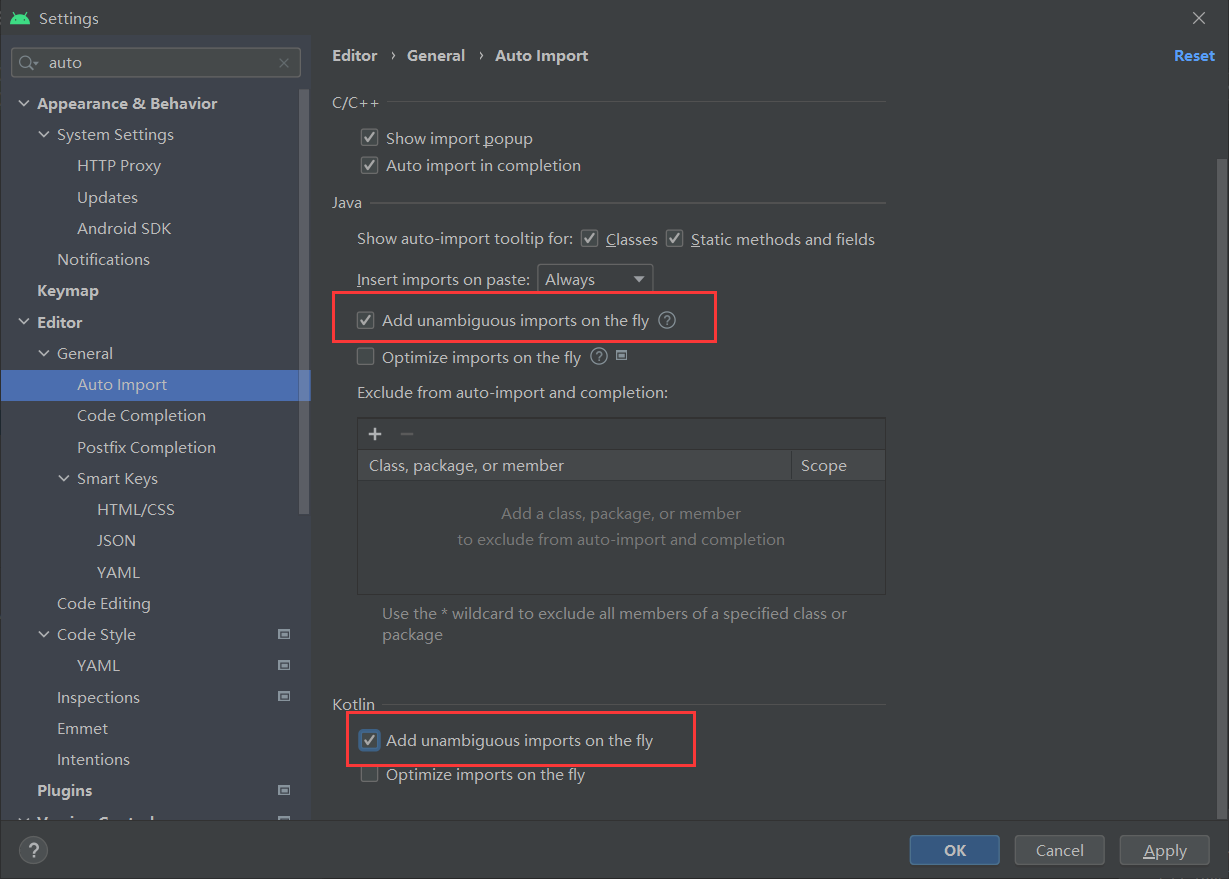 Settings
auto
Editor › General › Auto Import
Reset
Appearance & Behavior
System Settings
HTTP Proxy
Updates
Android SDK
Notifications
Keymap
Editor
General
Auto Import
Code Completion
Postfix Completion
Smart Keys
HTML/CSS
JSON
YAML
Code Editing
Code Style
YAML
Inspections
Emmet
Intentions
Plugins
C/C++
Show import popup
Auto import in completion
Java
Show auto-import tooltip for: Classes Static methods and fields
Insert imports on paste: Always
Add unambiguous imports on the fly ?
Optimize imports on the fly ?
Exclude from auto-import and completion:
Class, package, or member Scope
Add a class, package, or member
to exclude from auto-import and completion
Use the * wildcard to exclude all members of a specified class or
package
Kotlin
Add unambiguous imports on the fly
Optimize imports on the fly
?
OK Cancel Apply